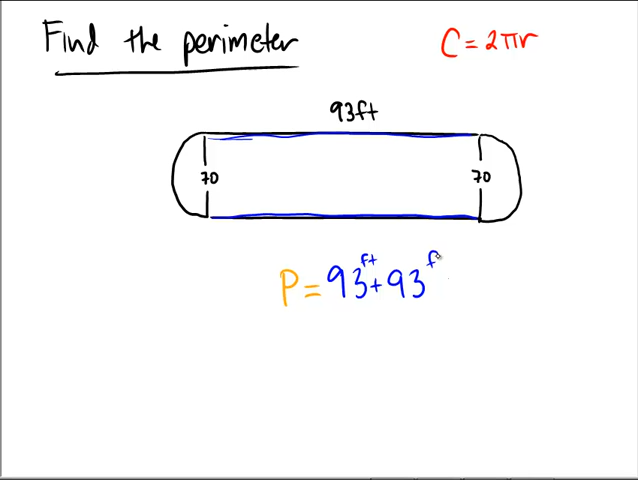 Find the perimeter
C = 2πr
93ft
70
70
P = 93ft + 93f